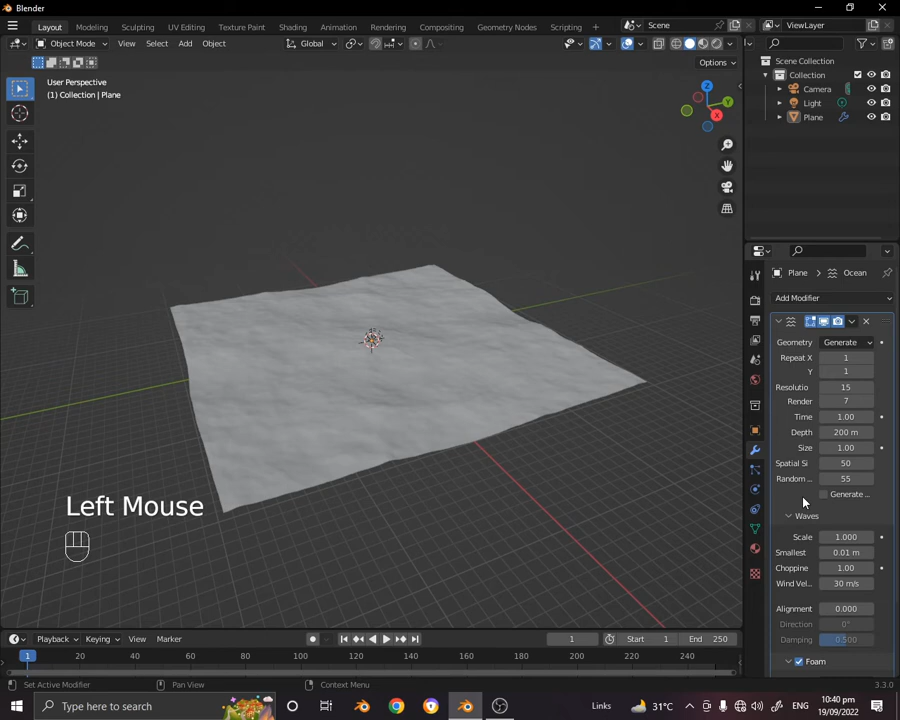 Blender
Layout Modeling Sculpting UV Editing Texture Paint Shading Animation Rendering Compositing Geometry Nodes Scripting + Scene ViewLayer
Object Mode View Select Add Object Global
Options
User Perspective
(1) Collection | Plane
Z
Y
X
Scene Collection
Collection
Camera
Light
Plane
Plane > Ocean
Add Modifier
Geometry Generate
Repeat X 1
Y 1
Resolutio 15
Render 7
Time 1.00
Depth 200 m
Size 1.00
Spatial Si 50
Random ... 55
Generate ...
Waves
Scale 1.000
Smallest 0.01 m
Choppine 1.00
Wind Vel... 30 m/s
Alignment 0.000
Direction 0°
Damping 0.500
Foam
Left Mouse
Playback Keying View Marker 1 Start 1 End 250
1 20 40 60 80 100 120 140 160 180 200 220 240
Set Active Modifier Pan View Context Menu 3.3.0
Type here to search Links 31°C 10:40 pm
19/09/2022